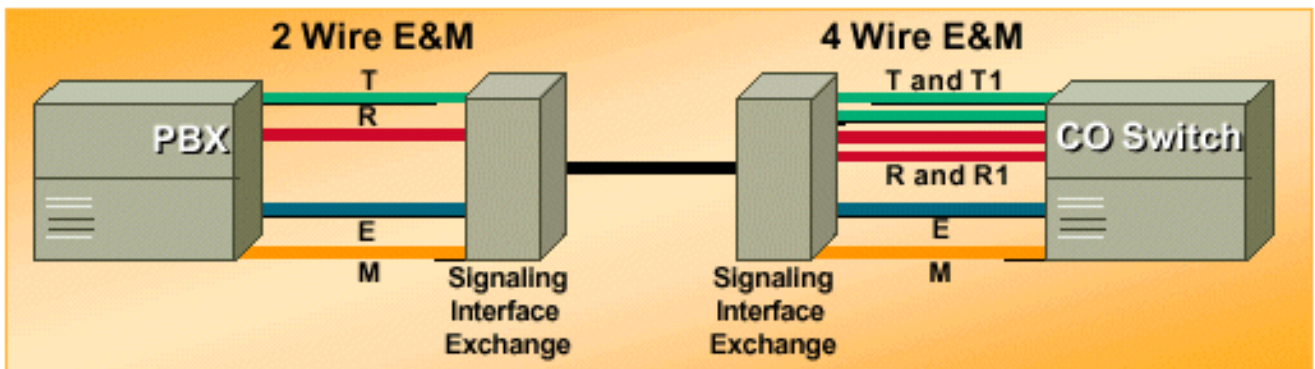 2 Wire E&M
4 Wire E&M
T
R
PBX
E
M
Signaling
Interface
Exchange
T and T1
CO Switch
R and R1
E
M
Signaling
Interface
Exchange